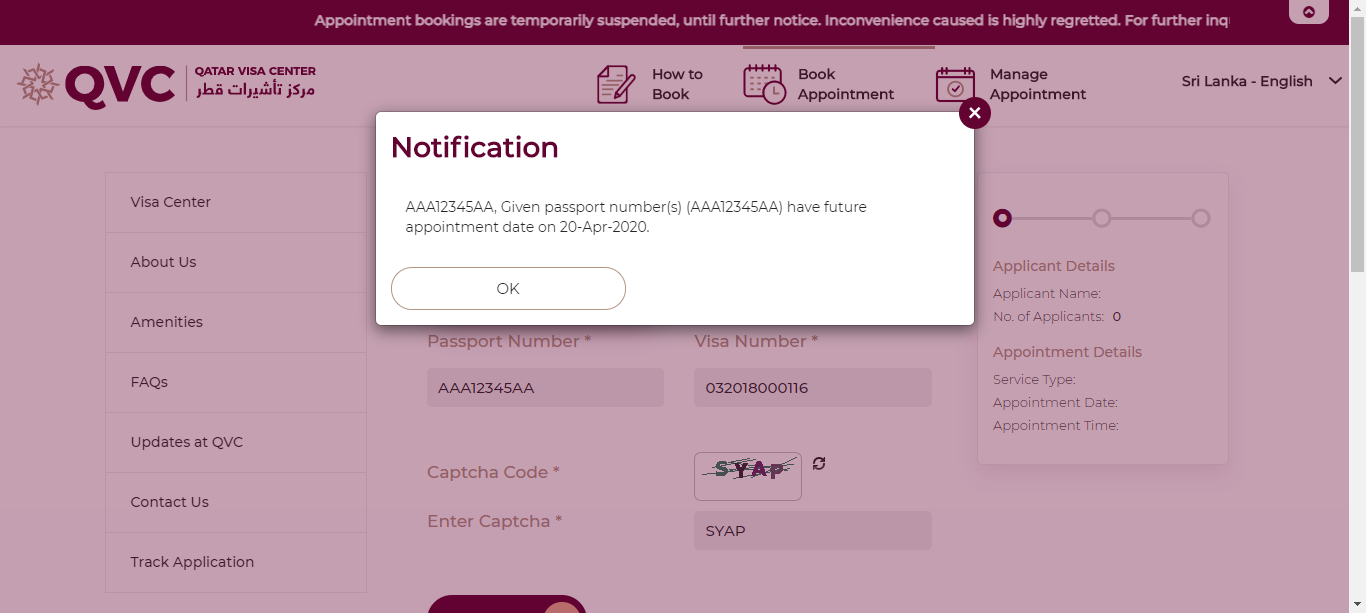 Appointment bookings are temporarily suspended, until further notice. Inconvenience caused is highly regretted. For further inq
QVC
QATAR VISA CENTER
مركز تأشيرات قطر
How to
Book
Book
Appointment
Manage
Appointment
Sri Lanka - English
Notification
AAA12345AA, Given passport number(s) (AAA12345AA) have future
appointment date on 20-Apr-2020.
OK
Visa Center
About Us
Amenities
FAQs
Updates at QVC
Contact Us
Track Application
Passport Number *
Visa Number *
AAA12345AA
032018000116
Captcha Code *
SYAP
Enter Captcha *
SYAP
Applicant Details
Applicant Name:
No. of Applicants: 0
Appointment Details
Service Type:
Appointment Date:
Appointment Time: